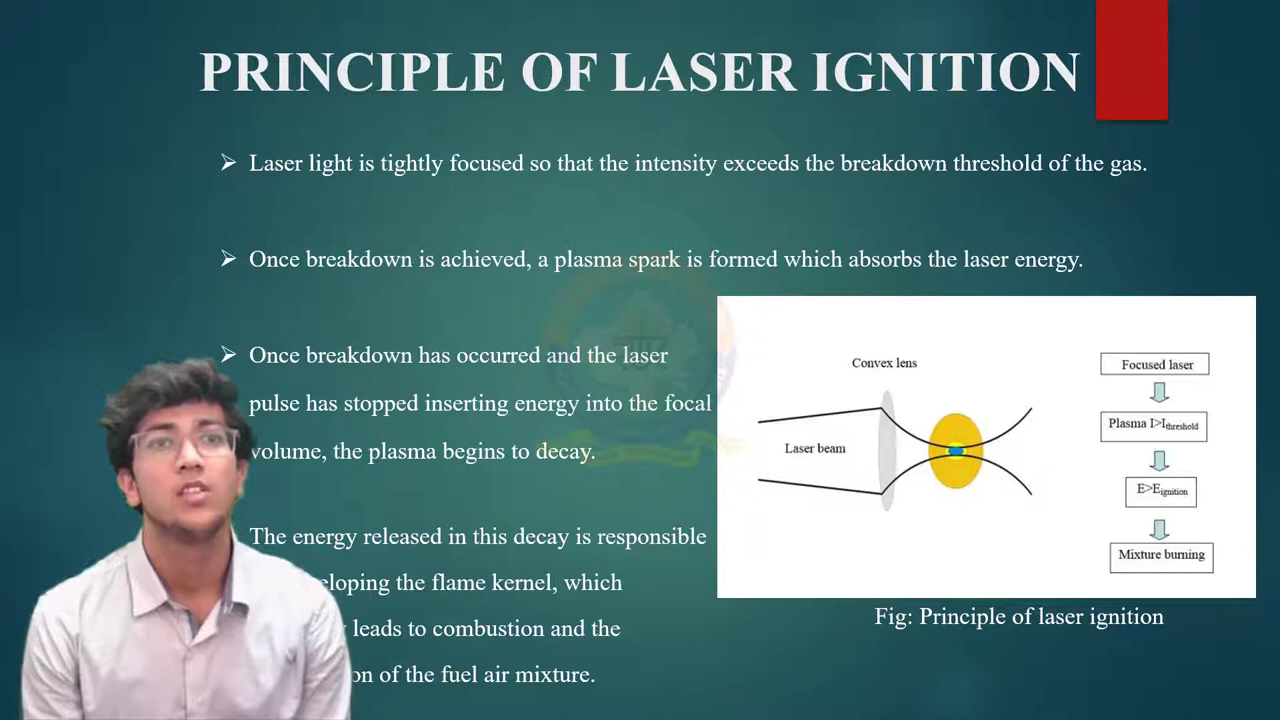 PRINCIPLE OF LASER IGNITION
Laser light is tightly focused so that the intensity exceeds the breakdown threshold of the gas.
Once breakdown is achieved, a plasma spark is formed which absorbs the laser energy.
Once breakdown has occurred and the laser
pulse has stopped inserting energy into the focal
volume, the plasma begins to decay.
The energy released in this decay is responsible
the flame kernel, which
leads to combustion and the
of the fuel air mixture.
Convex lens
Laser beam
Focused laser
Plasma I>Ithreshold
E>Eignition
Mixture burning
Fig: Principle of laser ignition